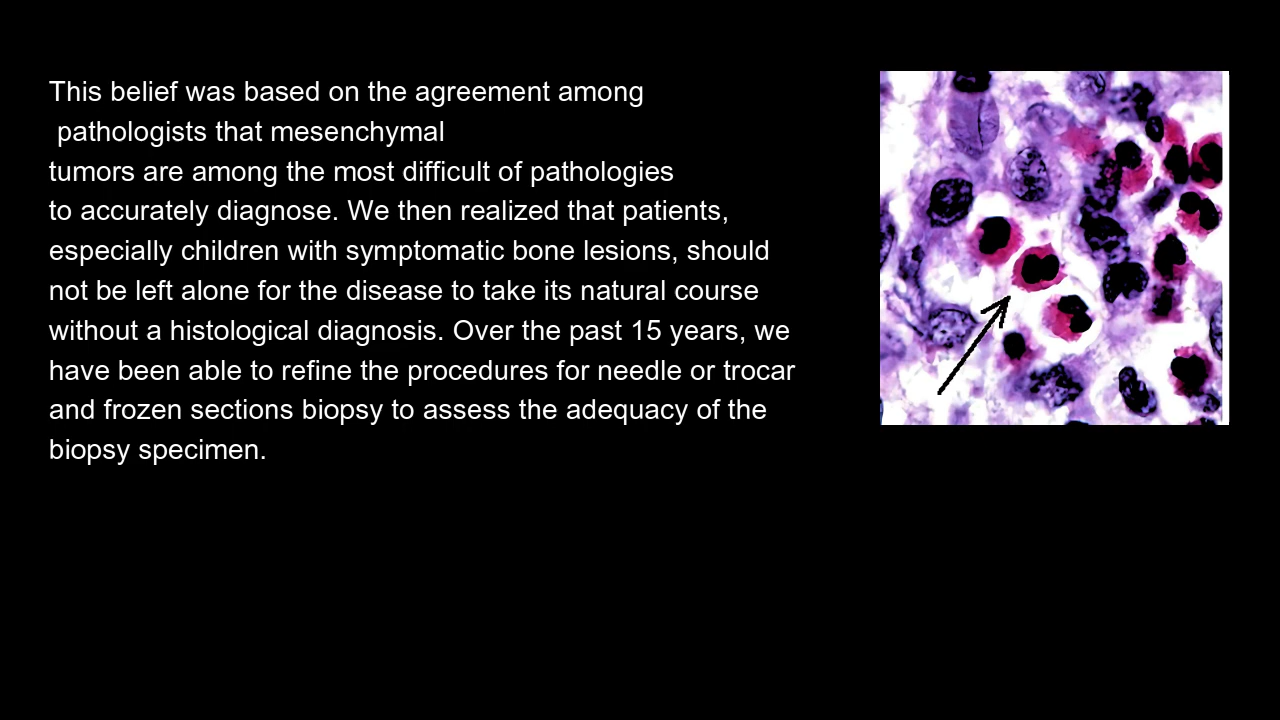 This belief was based on the agreement among
pathologists that mesenchymal
tumors are among the most difficult of pathologies
to accurately diagnose. We then realized that patients,
especially children with symptomatic bone lesions, should
not be left alone for the disease to take its natural course
without a histological diagnosis. Over the past 15 years, we
have been able to refine the procedures for needle or trocar
and frozen sections biopsy to assess the adequacy of the
biopsy specimen.